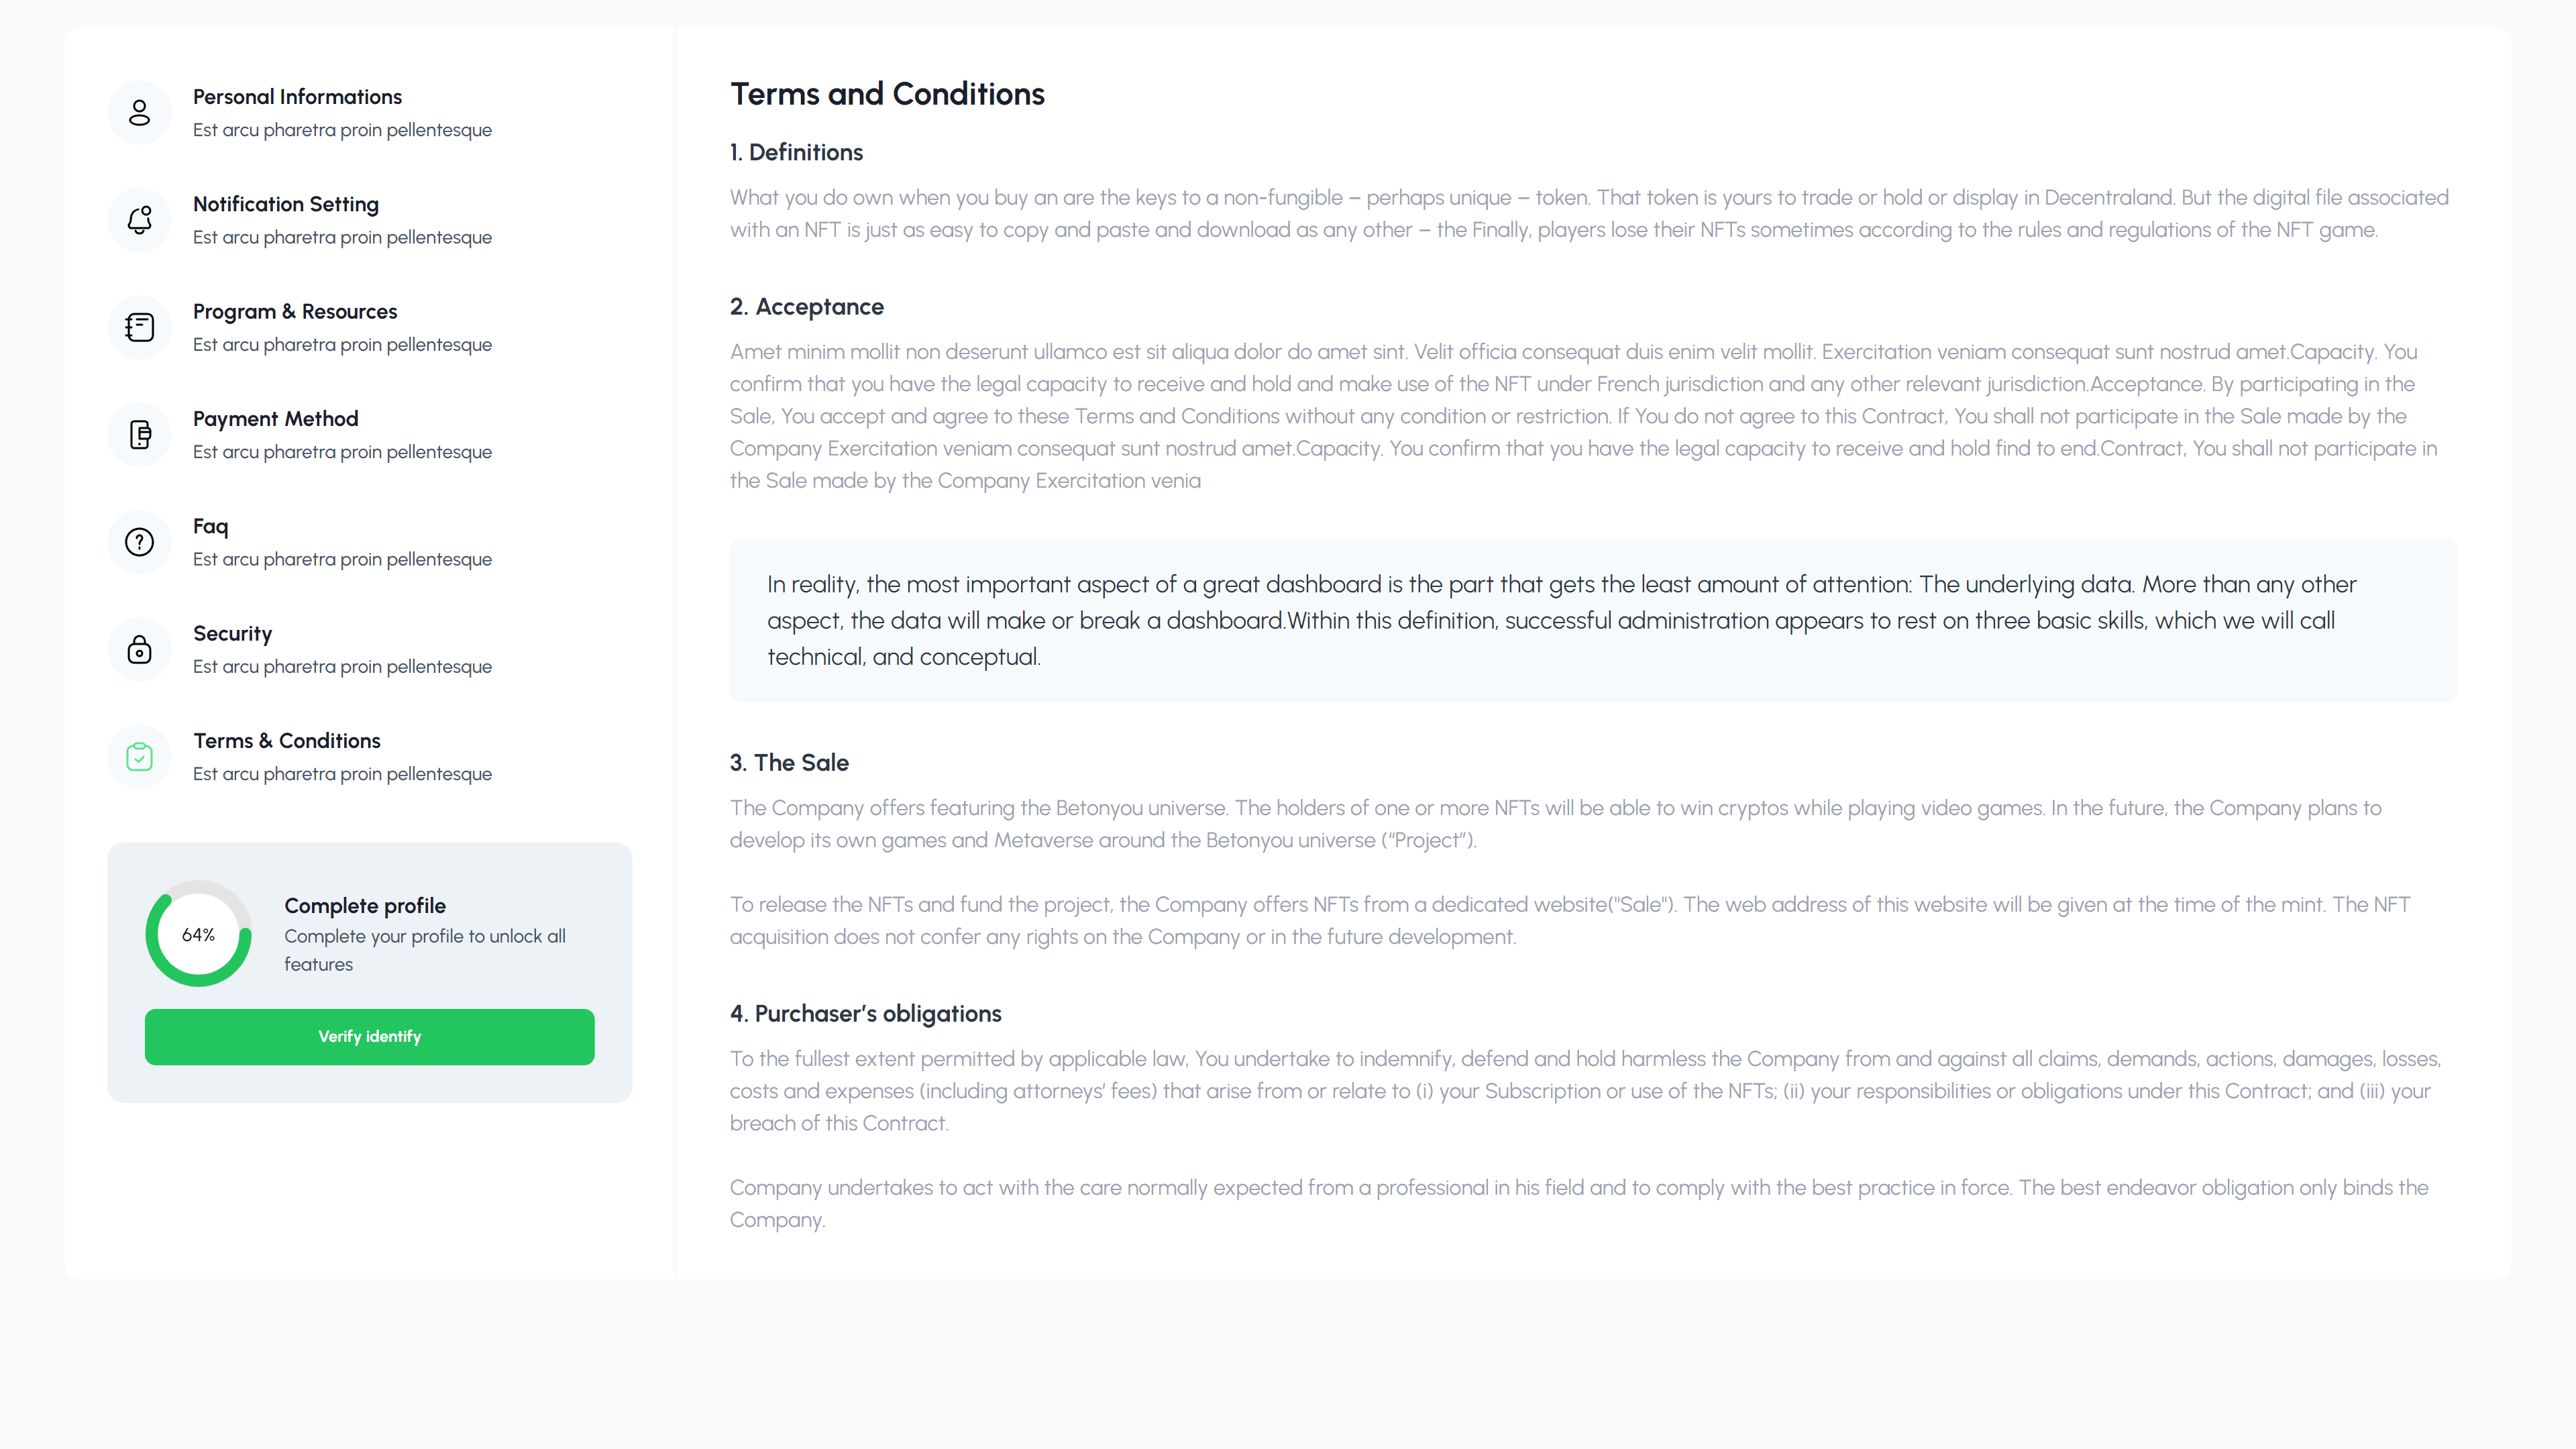 Personal Informations
Est arcu pharetra proin pellentesque
Notification Setting
Est arcu pharetra proin pellentesque
Program & Resources
Est arcu pharetra proin pellentesque
Payment Method
Est arcu pharetra proin pellentesque
Faq
Est arcu pharetra proin pellentesque
Security
Est arcu pharetra proin pellentesque
Terms & Conditions
Est arcu pharetra proin pellentesque
64%
Complete profile
Complete your profile to unlock all
features
Verify identify
Terms and Conditions
1. Definitions
What you do own when you buy an are the keys to a non-fungible – perhaps unique – token. That token is yours to trade or hold or display in Decentraland. But the digital file associated
with an NFT is just as easy to copy and paste and download as any other – the Finally, players lose their NFTs sometimes according to the rules and regulations of the NFT game.
2. Acceptance
Amet minim mollit non deserunt ullamco est sit aliqua dolor do amet sint. Velit officia consequat duis enim velit mollit. Exercitation veniam consequat sunt nostrud amet.Capacity. You
confirm that you have the legal capacity to receive and hold and make use of the NFT under French jurisdiction and any other relevant jurisdiction.Acceptance. By participating in the
Sale, You accept and agree to these Terms and Conditions without any condition or restriction. If You do not agree to this Contract, You shall not participate in the Sale made by the
Company Exercitation veniam consequat sunt nostrud amet.Capacity. You confirm that you have the legal capacity to receive and hold find to end.Contract, You shall not participate in
the Sale made by the Company Exercitation venia
In reality, the most important aspect of a great dashboard is the part that gets the least amount of attention: The underlying data. More than any other
aspect, the data will make or break a dashboard.Within this definition, successful administration appears to rest on three basic skills, which we will call
technical, and conceptual.
3. The Sale
The Company offers featuring the Betonyou universe. The holders of one or more NFTs will be able to win cryptos while playing video games. In the future, the Company plans to
develop its own games and Metaverse around the Betonyou universe (“Project”).
To release the NFTs and fund the project, the Company offers NFTs from a dedicated website("Sale"). The web address of this website will be given at the time of the mint. The NFT
acquisition does not confer any rights on the Company or in the future development.
4. Purchaser’s obligations
To the fullest extent permitted by applicable law, You undertake to indemnify, defend and hold harmless the Company from and against all claims, demands, actions, damages, losses,
costs and expenses (including attorneys’ fees) that arise from or relate to (i) your Subscription or use of the NFTs; (ii) your responsibilities or obligations under this Contract; and (iii) your
breach of this Contract.
Company undertakes to act with the care normally expected from a professional in his field and to comply with the best practice in force. The best endeavor obligation only binds the
Company.